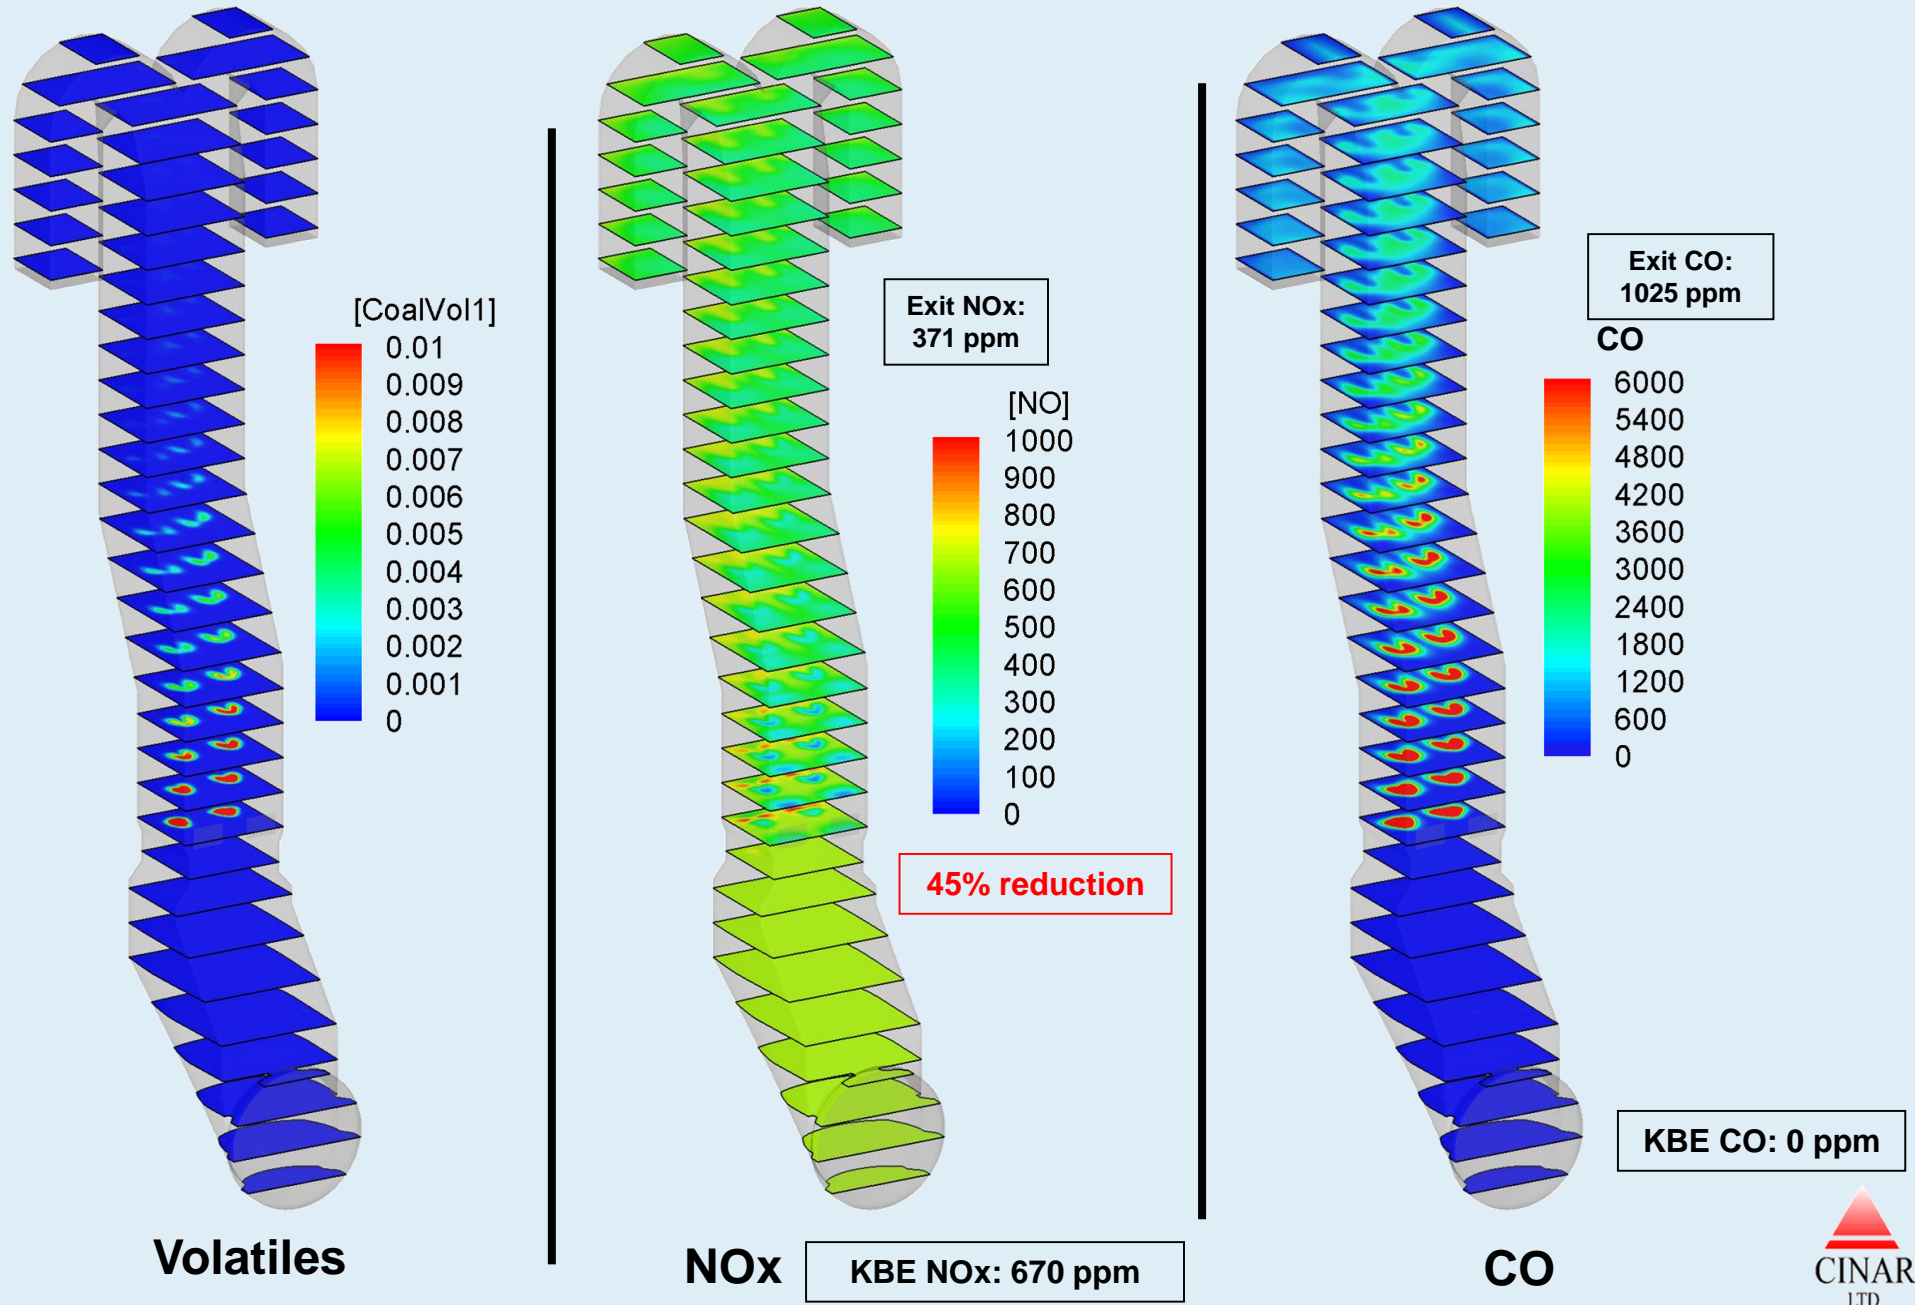 [CoalVol1]
0.01
0.009
0.008
0.007
0.006
0.005
0.004
0.003
0.002
0.001
0
Volatiles
Exit NOx:
371 ppm
[NO]
1000
900
800
700
600
500
400
300
200
100
0
45% reduction
NOx
KBE NOx: 670 ppm
Exit CO:
1025 ppm
CO
6000
5400
4800
4200
3600
3000
2400
1800
1200
600
0
KBE CO: 0 ppm
CO
CINAR
LTD